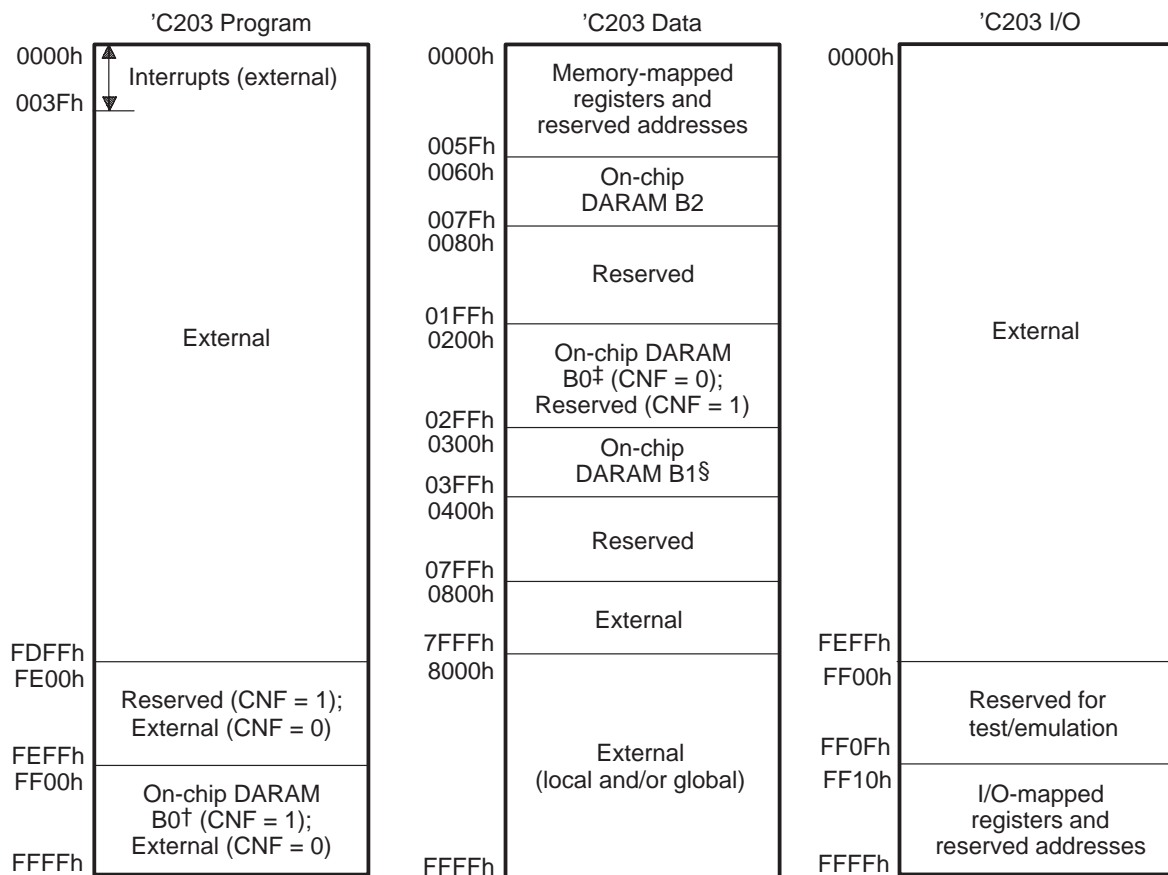 ’C203 Program
0000h
Interrupts (external)
003Fh
External
FDFFh
FE00h
Reserved (CNF = 1);
External (CNF = 0)
FEFFh
FF00h
On-chip DARAM
B0† (CNF = 1);
External (CNF = 0)
FFFFh
’C203 Data
0000h
Memory-mapped
registers and
reserved addresses
005Fh
0060h
On-chip
DARAM B2
007Fh
0080h
Reserved
01FFh
0200h
On-chip DARAM
B0‡ (CNF = 0);
Reserved (CNF = 1)
02FFh
0300h
On-chip
DARAM B1§
03FFh
0400h
Reserved
07FFh
0800h
External
7FFFh
8000h
External
(local and/or global)
FFFFh
’C203 I/O
0000h
External
FEFFh
FF00h
Reserved for
test/emulation
FF0Fh
FF10h
I/O-mapped
registers and
reserved addresses
FFFFh